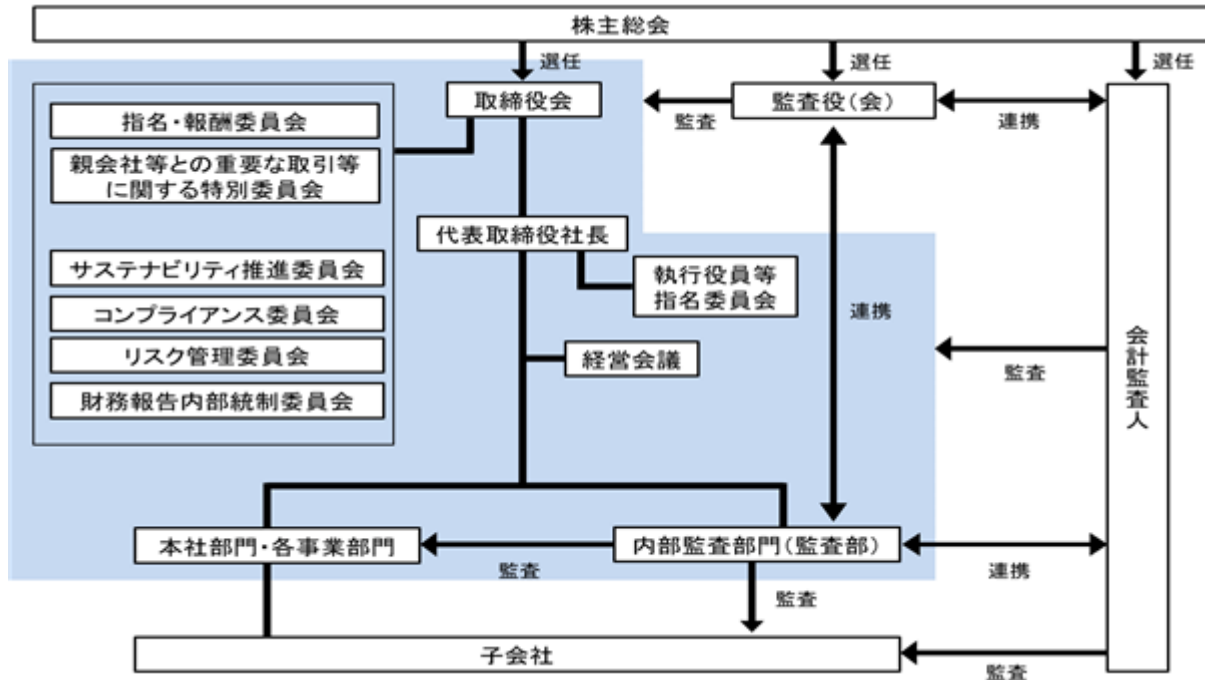 株主総会
選任
選任
選任
取締役会
監査役(会)
監査
連携
指名・報酬委員会
親会社等との重要な取引等
に関する特別委員会
代表取締役社長
サステナビリティ推進委員会
執行役員等
指名委員会
コンプライアンス委員会
連携
リスク管理委員会
経営会議
監査
会計監査人
財務報告内部統制委員会
本社部門・各事業部門
内部監査部門(監査部)
監査
連携
監査
子会社
監査